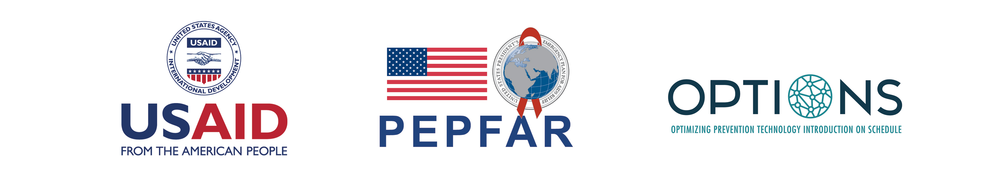 UNITED STATES AGENCY
USAID
INTERNATIONAL DEVELOPMENT
USAID
FROM THE AMERICAN PEOPLE
UNITED STATES PRESIDENT'S EMERGENCY PLAN FOR AIDS RELIEF
PEPFAR
OPTIONS
OPTIMIZING PREVENTION TECHNOLOGY INTRODUCTION ON SCHEDULE